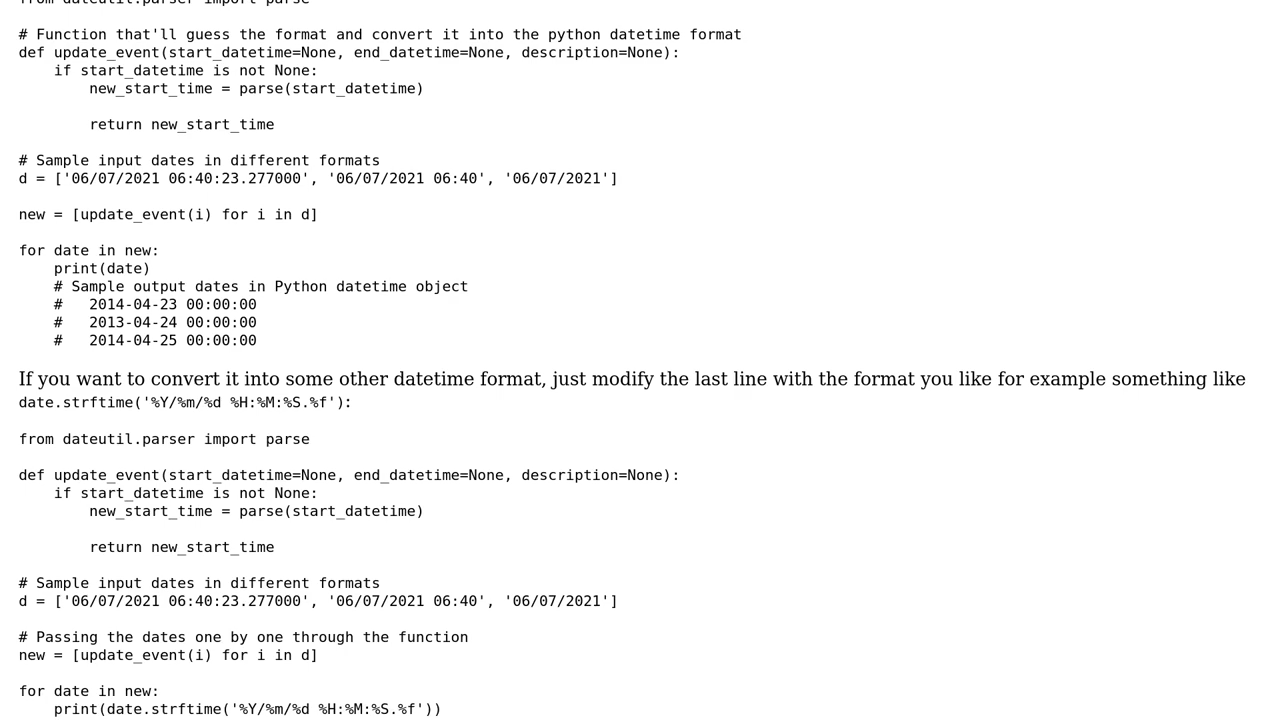 from dateutil.parser import parse
# Function that'll guess the format and convert it into the python datetime format
def update_event(start_datetime=None, end_datetime=None, description=None):
    if start_datetime is not None:
        new_start_time = parse(start_datetime)
        return new_start_time
# Sample input dates in different formats
d = ['06/07/2021 06:40:23.277000', '06/07/2021 06:40', '06/07/2021']
new = [update_event(i) for i in d]
for date in new:
    print(date)
    # Sample output dates in Python datetime object
    #   2014-04-23 00:00:00
    #   2013-04-24 00:00:00
    #   2014-04-25 00:00:00
If you want to convert it into some other datetime format, just modify the last line with the format you like for example something like
date.strftime('%Y/%m/%d %H:%M:%S.%f'):
from dateutil.parser import parse
def update_event(start_datetime=None, end_datetime=None, description=None):
    if start_datetime is not None:
        new_start_time = parse(start_datetime)
        return new_start_time
# Sample input dates in different formats
d = ['06/07/2021 06:40:23.277000', '06/07/2021 06:40', '06/07/2021']
# Passing the dates one by one through the function
new = [update_event(i) for i in d]
for date in new:
    print(date.strftime('%Y/%m/%d %H:%M:%S.%f'))